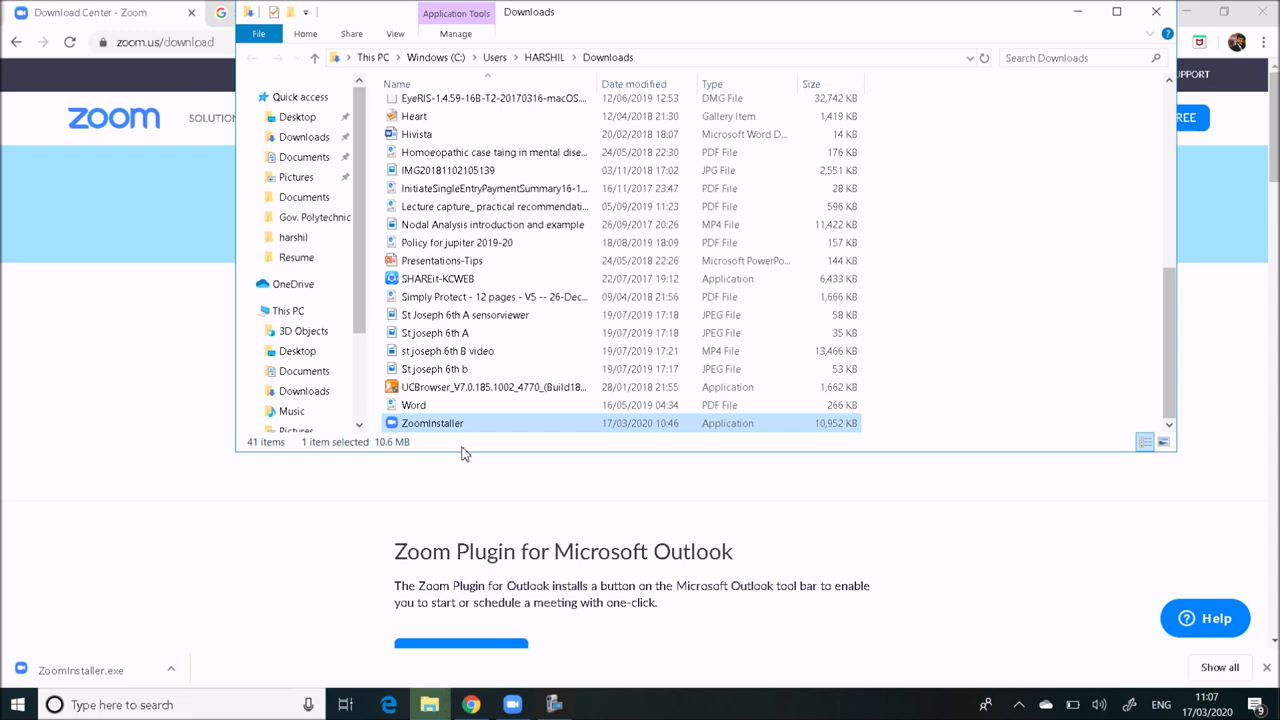 Download Center - Zoom
zoom.us/download
SUPPORT
zoom
SOLUTION
FREE
Application Tools
Downloads
File
Home
Share
View
Manage
This PC
Windows (C:)
Users
HARSHIL
Downloads
Search Downloads
Quick access
Desktop
Downloads
Documents
Pictures
Documents
Gov. Polytechnic
harshil
Resume
OneDrive
This PC
3D Objects
Desktop
Documents
Downloads
Music
Pictures
Name Date modified Type Size
EyeRIS-1.4.59-16B-T2-20170316-macOS... 12/06/2019 12:53 DMG File 32,742 KB
Heart 12/04/2018 21:30 Gallery Item 1,419 KB
Hivista 20/02/2018 18:07 Microsoft Word D... 14 KB
Homoeopathic case taing in mental dise... 24/05/2018 22:30 PDF File 176 KB
IMG20181102105139 03/11/2018 17:02 JPG File 2,551 KB
InitiateSingleEntryPaymentSummary16-1... 16/11/2017 23:47 PDF File 28 KB
Lecture capture_ practical recommendati... 05/09/2019 11:23 PDF File 596 KB
Nodal Analysis introduction and example 26/09/2017 20:26 MP4 File 11,422 KB
Policy for jupiter 2019-20 18/08/2019 18:09 PDF File 157 KB
Presentations-Tips 24/05/2018 22:26 Microsoft PowerPo... 144 KB
SHAREit-KCWEB 22/07/2017 19:12 Application 6,433 KB
Simply Protect - 12 pages - V5 -- 26-Dec... 09/04/2018 21:56 PDF File 1,666 KB
St Joseph 6th A sensorviewer 19/07/2019 17:18 JPEG File 58 KB
St joseph 6th A 19/07/2019 17:18 JPEG File 35 KB
st joseph 6th B video 19/07/2019 17:21 MP4 File 13,466 KB
St joseph 6th b 19/07/2019 17:17 JPEG File 53 KB
UCBrowser_V7.0.185.1002_4770_(Build18... 28/01/2018 21:55 Application 1,662 KB
Word 16/05/2019 04:34 PDF File 266 KB
ZoomInstaller 17/03/2020 10:46 Application 10,952 KB
41 items 1 item selected 10.6 MB
Zoom Plugin for Microsoft Outlook
The Zoom Plugin for Outlook installs a button on the Microsoft Outlook tool bar to enable
you to start or schedule a meeting with one-click.
Help
ZoomInstaller.exe
Show all
Type here to search
ENG
11:07
17/03/2020
9